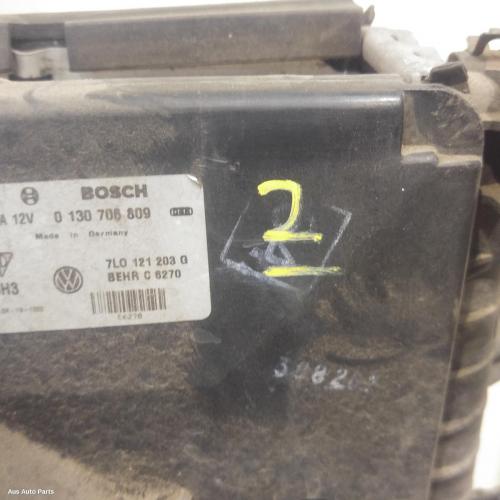 BOSCH
A 12V 0 130 706 809
Made in Germany
7L0 121 203 G
H3
BEHR C 6270
C6270
2
Aus Auto Parts